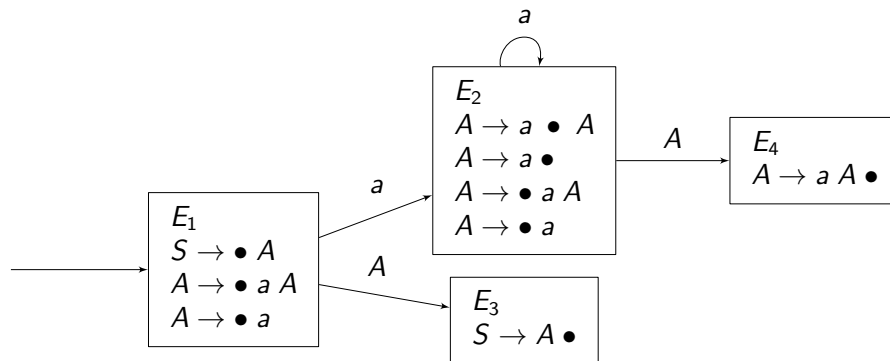 a
E₂
A → a • A
A → a •
A → • a A
A → • a
A
E₄
A → a A •
a
E₁
S → • A
A → • a A
A → • a
A
E₃
S → A •